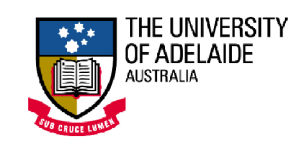 THE UNIVERSITY
OF ADELAIDE
AUSTRALIA
SUB CRUCE LUMEN